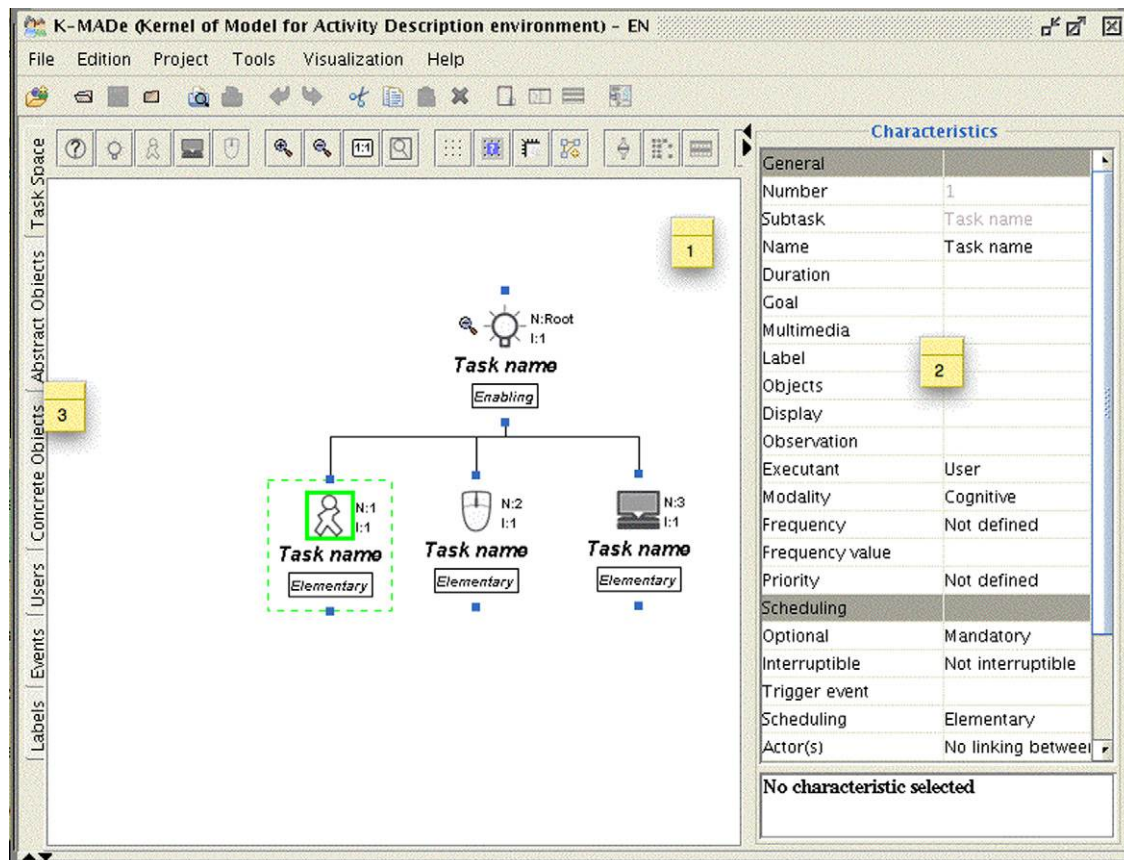 K-MADe (Kernel of Model for Activity Description environment) - EN
File Edition Project Tools Visualization Help
1:1
Task Space
Abstract Objects
Concrete Objects
Users
Events
Labels
1
2
3
N:Root
I:1
Task name
Enabling
N:1
I:1
Task name
Elementary
N:2
I:1
Task name
Elementary
N:3
I:1
Task name
Elementary
Characteristics
General
Number 1
Subtask Task name
Name Task name
Duration
Goal
Multimedia
Label
Objects
Display
Observation
Executant User
Modality Cognitive
Frequency Not defined
Frequency value
Priority Not defined
Scheduling
Optional Mandatory
Interruptible Not interruptible
Trigger event
Scheduling Elementary
Actor(s) No linking between
No characteristic selected